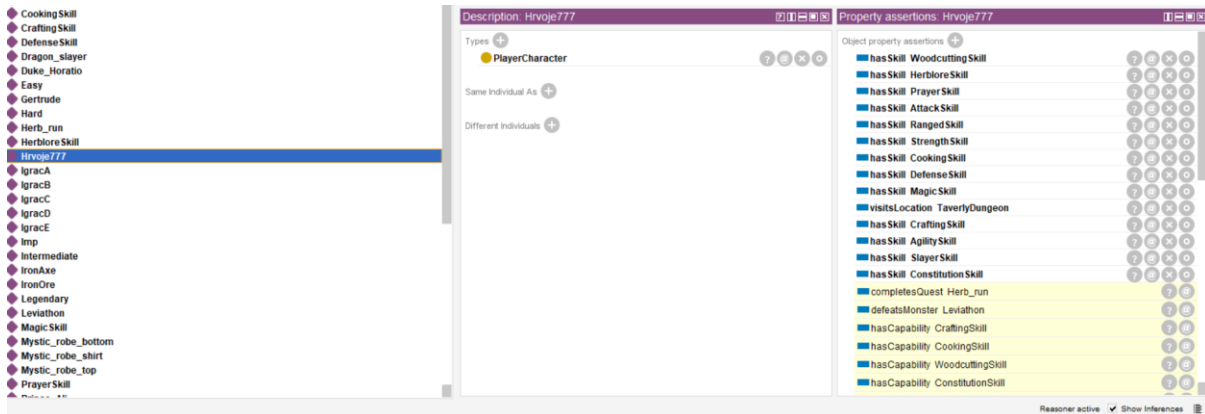 CookingSkill
CraftingSkill
DefenseSkill
Dragon_slayer
Duke_Horatio
Easy
Gertrude
Hard
Herb_run
HerbloreSkill
Hrvoje777
IgracA
IgracB
IgracC
IgracD
IgracE
Imp
Intermediate
IronAxe
IronOre
Legendary
Leviathon
MagicSkill
Mystic_robe_bottom
Mystic_robe_shirt
Mystic_robe_top
PrayerSkill
Description: Hrvoje777
Types
PlayerCharacter
Same Individual As
Different Individuals
Property assertions: Hrvoje777
Object property assertions
hasSkill WoodcuttingSkill
hasSkill HerbloreSkill
hasSkill PrayerSkill
hasSkill AttackSkill
hasSkill RangedSkill
hasSkill StrengthSkill
hasSkill CookingSkill
hasSkill DefenseSkill
hasSkill MagicSkill
visitsLocation TaverlyDungeon
hasSkill CraftingSkill
hasSkill AgilitySkill
hasSkill SlayerSkill
hasSkill ConstitutionSkill
completesQuest Herb_run
defeatsMonster Leviathon
hasCapability CraftingSkill
hasCapability CookingSkill
hasCapability WoodcuttingSkill
hasCapability ConstitutionSkill
Reasoner active Show Inferences